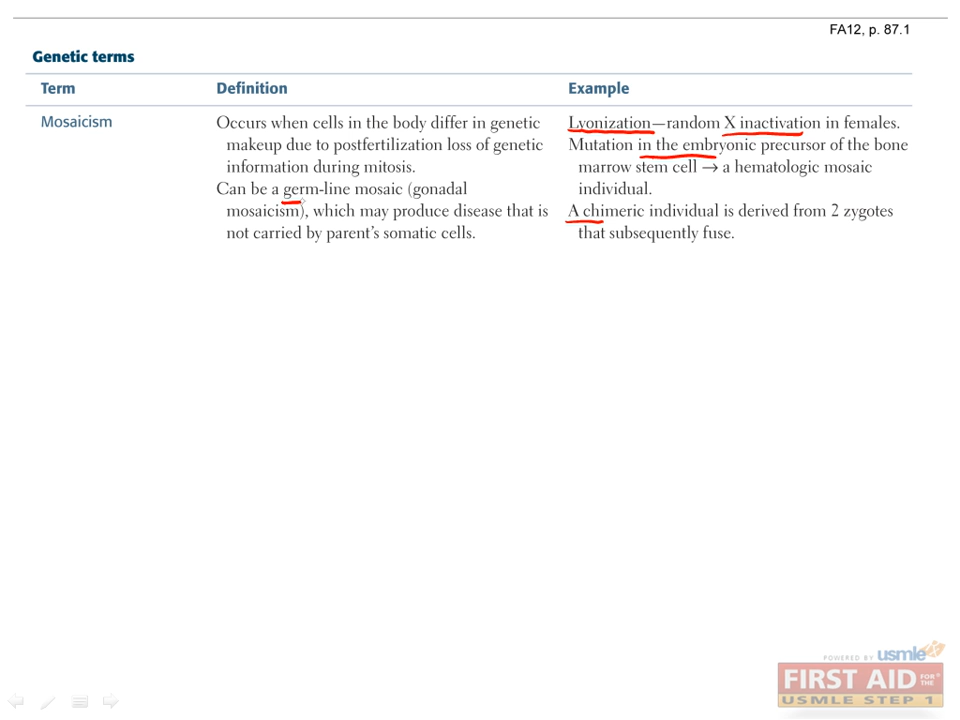 FA12, p. 87.1
Genetic terms
Term Definition Example
Mosaicism
Occurs when cells in the body differ in genetic
makeup due to postfertilization loss of genetic
information during mitosis.
Can be a germ-line mosaic (gonadal
mosaicism), which may produce disease that is
not carried by parent's somatic cells.
Lyonization—random X inactivation in females.
Mutation in the embryonic precursor of the bone
marrow stem cell → a hematologic mosaic
individual.
A chimeric individual is derived from 2 zygotes
that subsequently fuse.
POWERED BY usmle
FIRST AID FOR THE
USMLE STEP 1